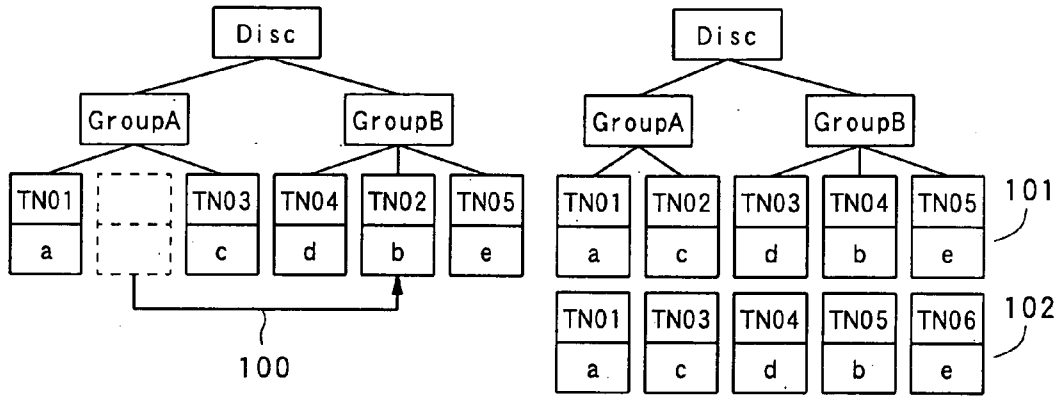 Disc
GroupA GroupB
TN01 TN03 TN04 TN02 TN05
a c d b e
100
Disc
GroupA GroupB
TN01 TN02 TN03 TN04 TN05
a c d b e
101
TN01 TN03 TN04 TN05 TN06
a c d b e
102